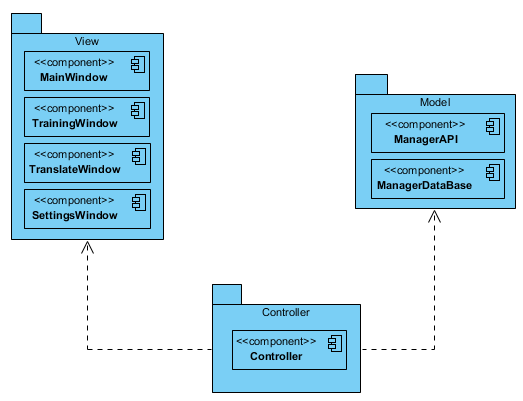 View
<<component>>
MainWindow
<<component>>
TrainingWindow
<<component>>
TranslateWindow
<<component>>
SettingsWindow
Model
<<component>>
ManagerAPI
<<component>>
ManagerDataBase
Controller
<<component>>
Controller